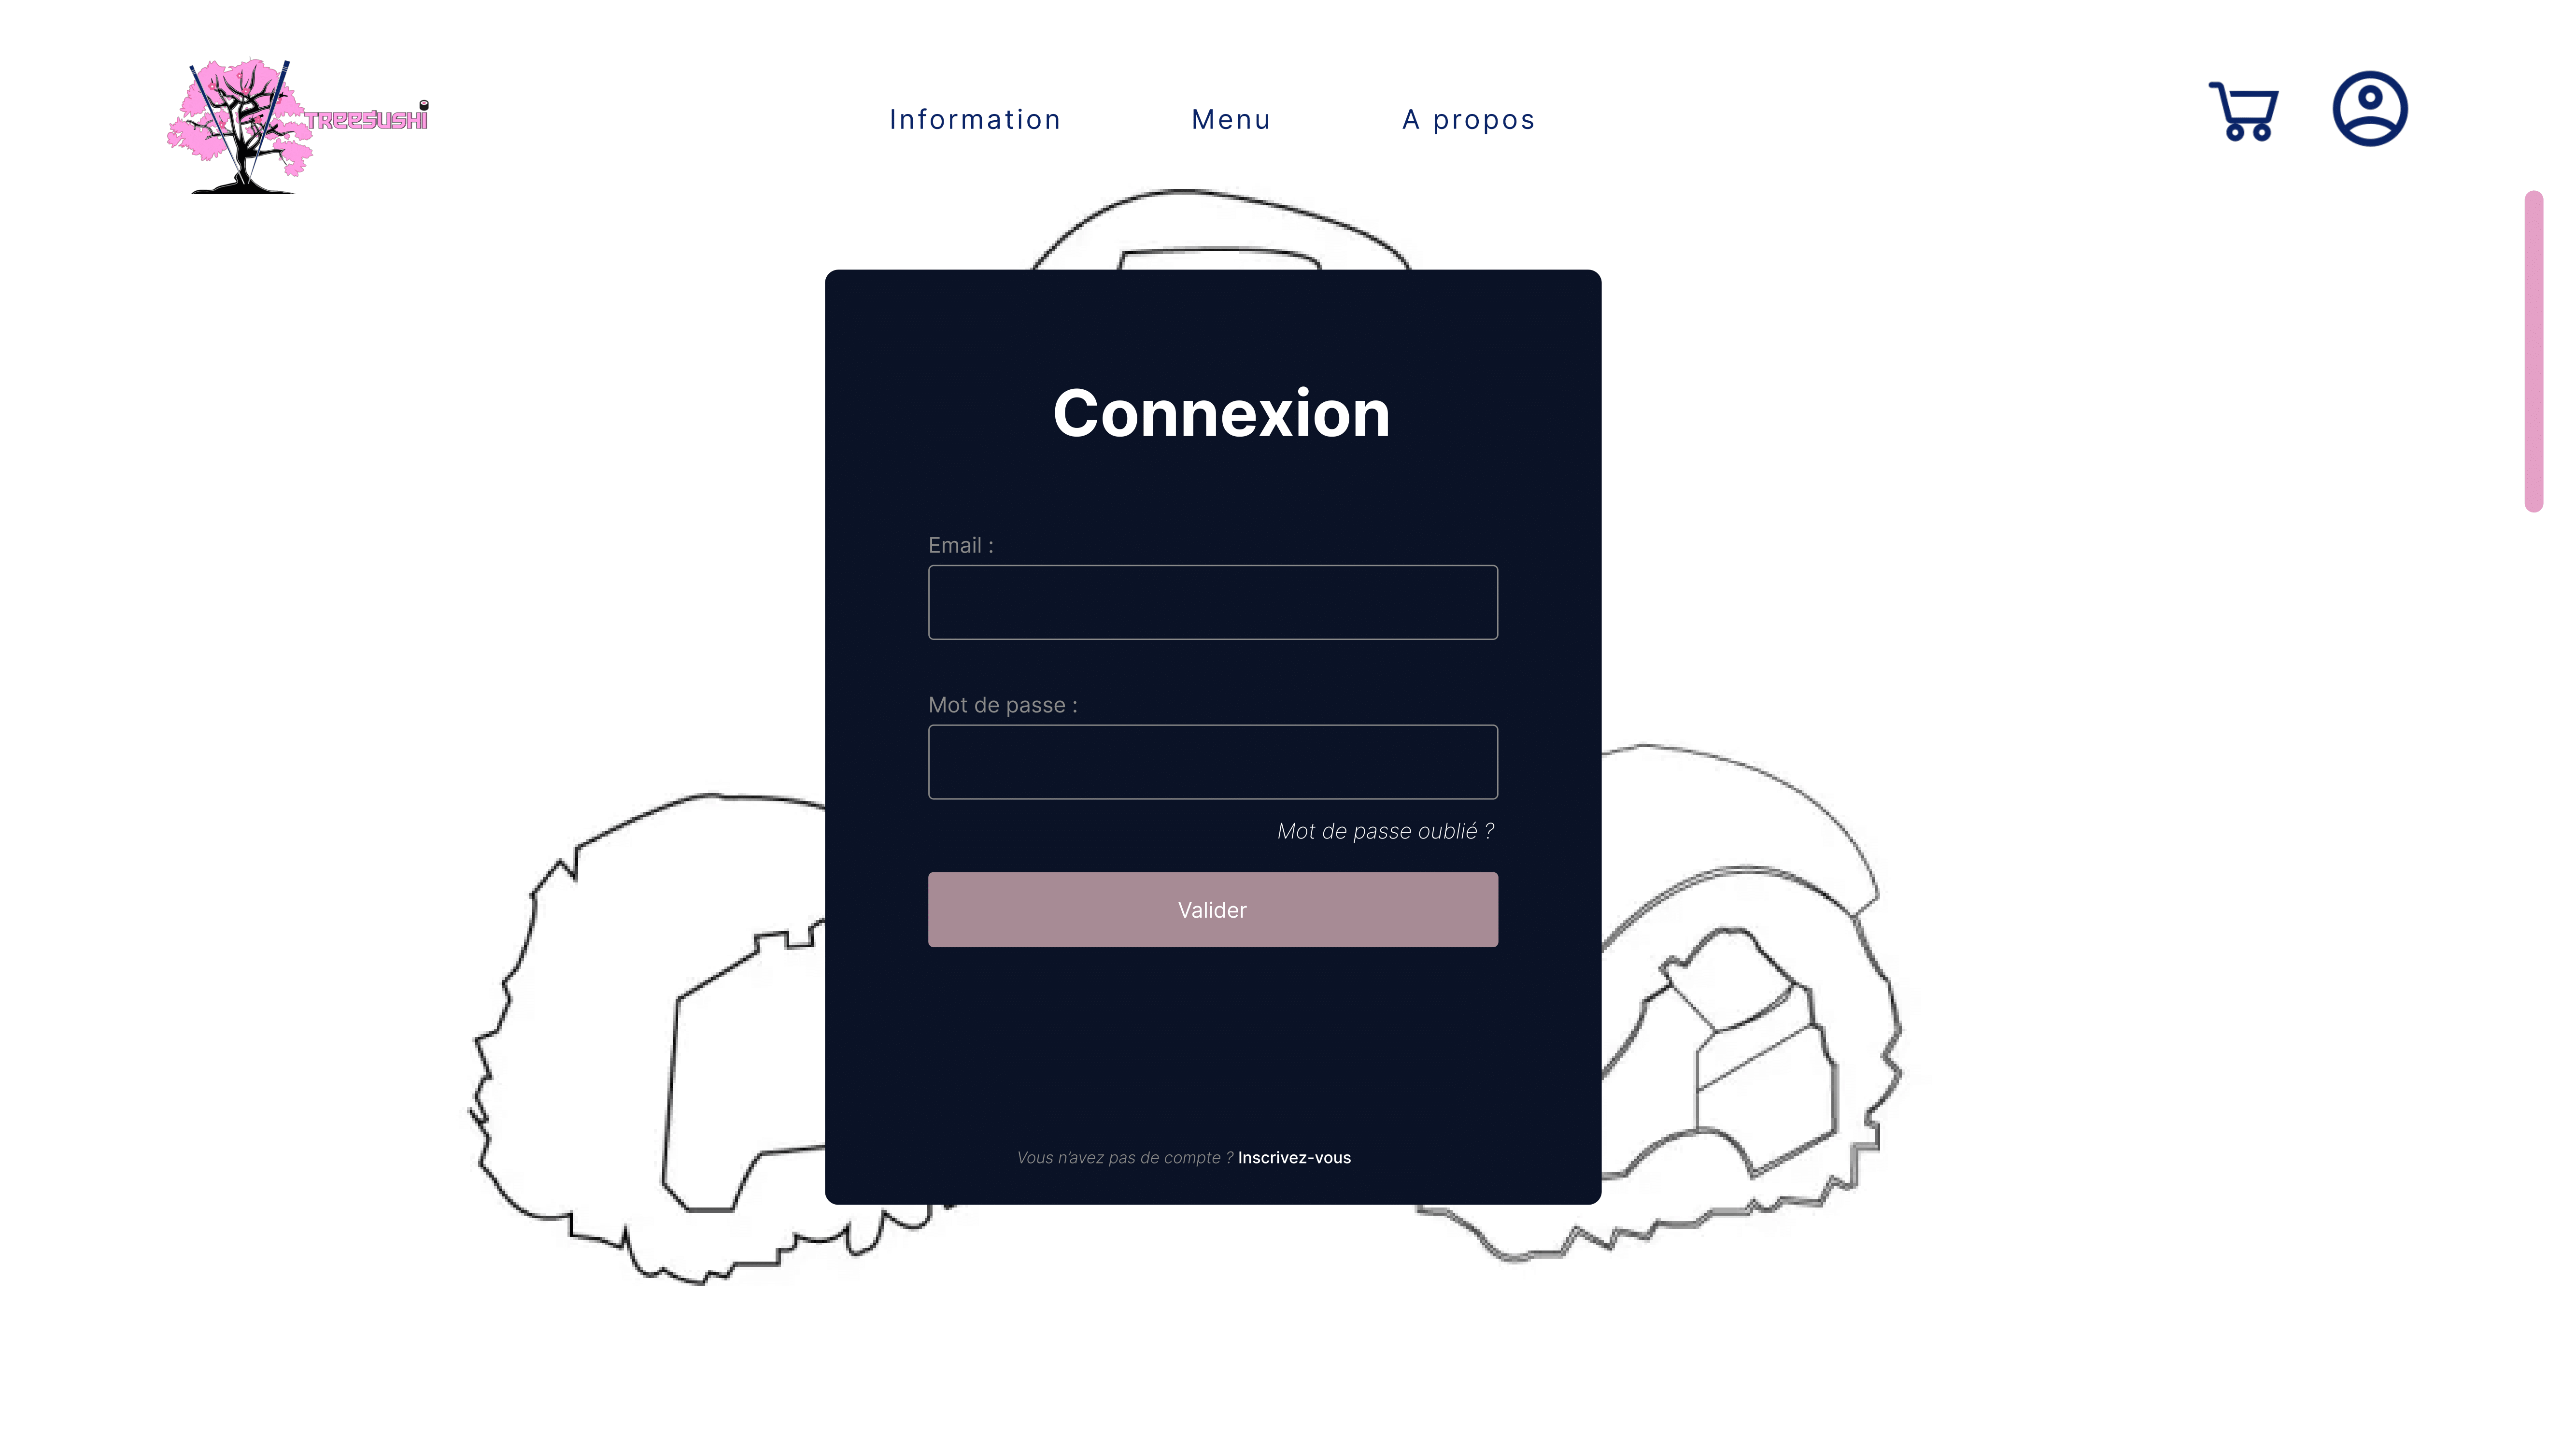 TREESUSHI
Information
Menu
A propos
Connexion
Email :
Mot de passe :
Mot de passe oublié ?
Valider
Vous n'avez pas de compte ? Inscrivez-vous